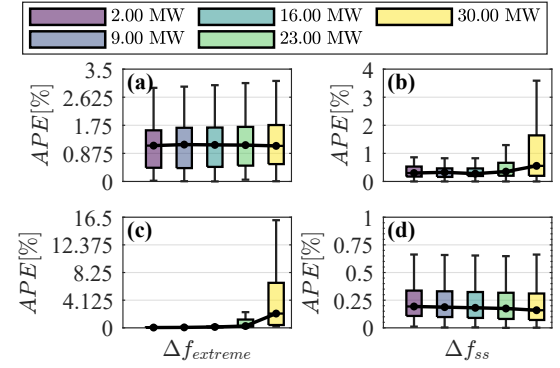 2.00 MW 16.00 MW 30.00 MW
9.00 MW 23.00 MW
(a) (b)
APE[%] 3.5 2.625 1.75 0.875 0
APE[%] 4 3 2 1 0
(c) (d)
APE[%] 16.5 12.375 8.25 4.125 0
APE[%] 1 0.75 0.5 0.25 0
Δf_extreme Δf_ss